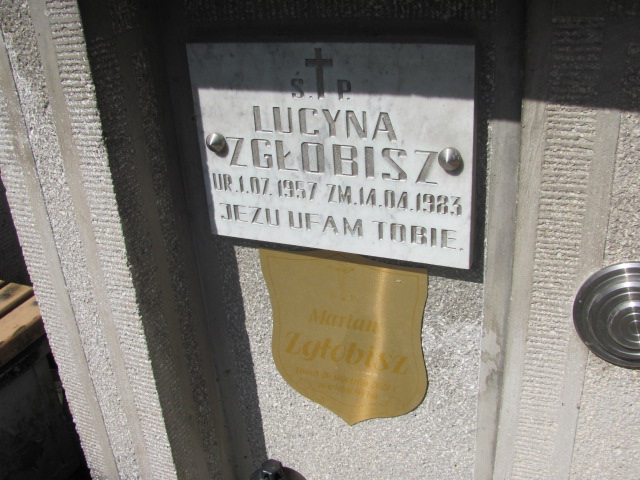 Ś. P.
LUCYNA
ZGŁOBISZ
UR.1.07.1957 ZM.14.04.1983
JEZU UFAM TOBIE.
Marian
Zgłobisz